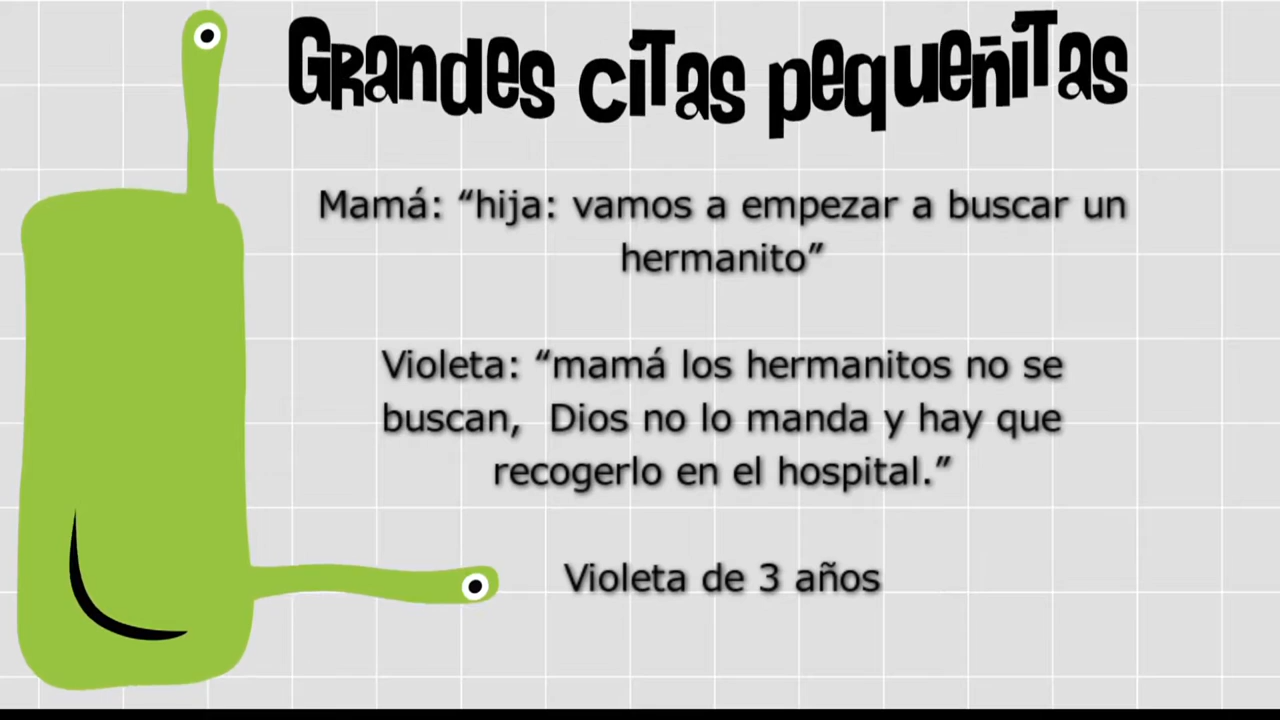 Grandes citas pequeñitas
Mamá: “hija: vamos a empezar a buscar un
hermanito”
Violeta: “mamá los hermanitos no se
buscan,  Dios no lo manda y hay que
recogerlo en el hospital.”
Violeta de 3 años